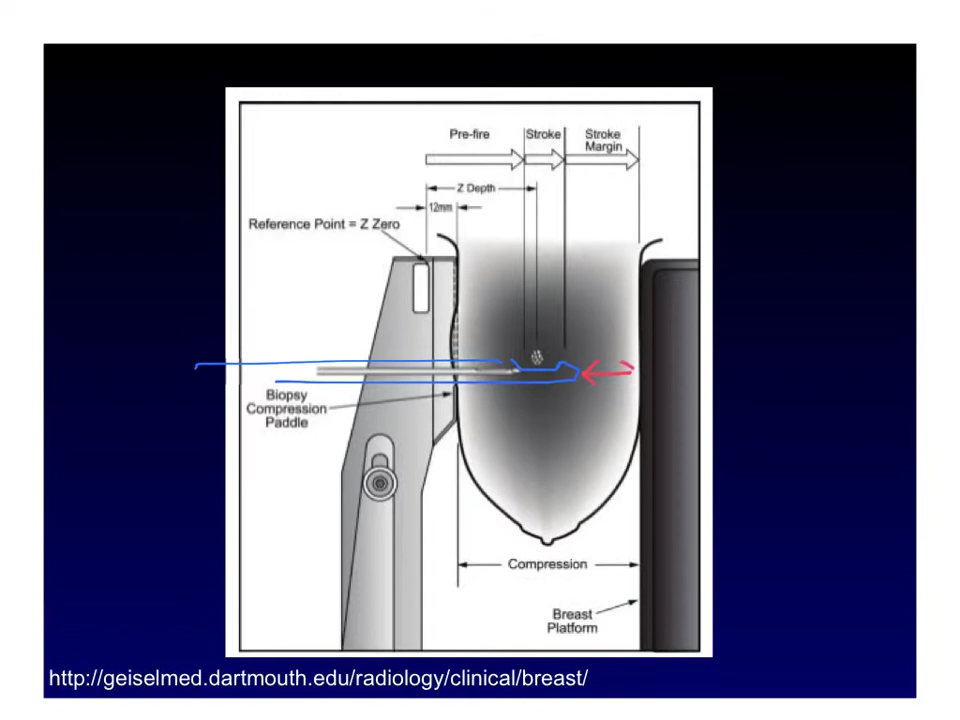 Pre-fire
Stroke
Stroke
Margin
Z Depth
12mm
Reference Point = Z Zero
Biopsy
Compression
Paddle
Compression
Breast
Platform
http://geiselmed.dartmouth.edu/radiology/clinical/breast/